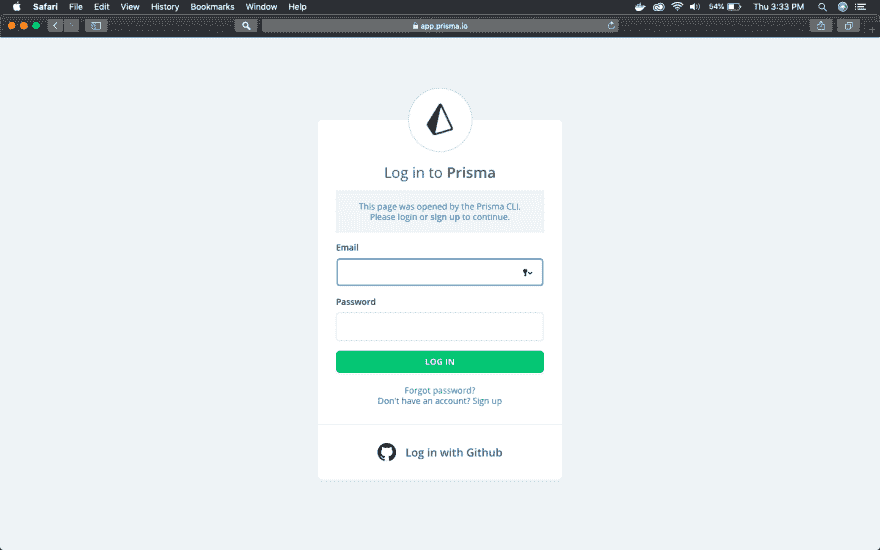 Safari File Edit View History Bookmarks Window Help 54% Thu 3:33 PM
app.prisma.io
Log in to Prisma
This page was opened by the Prisma CLI.
Please login or sign up to continue.
Email
Password
LOG IN
Forgot password?
Don't have an account? Sign up
Log in with Github